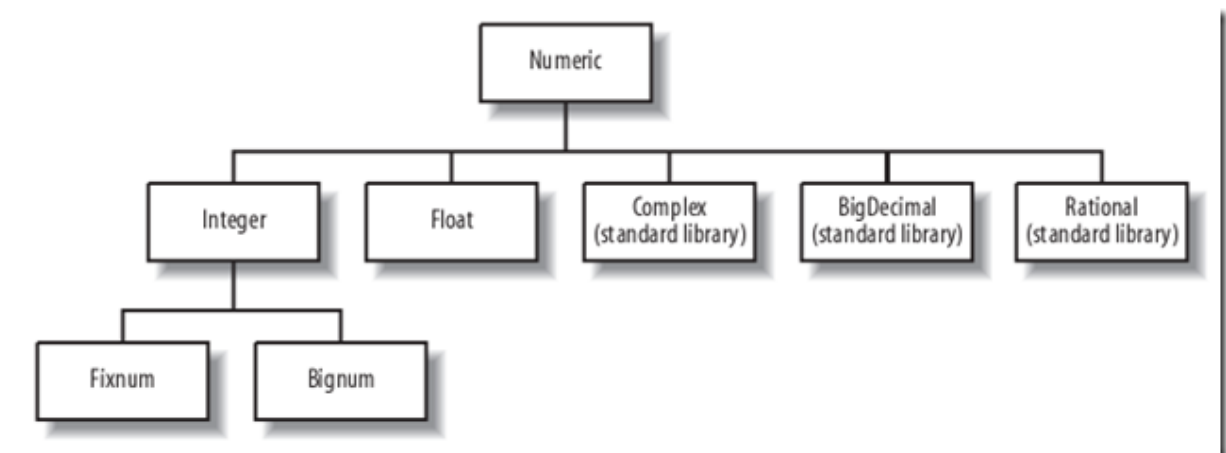 Numeric
Integer
Float
Complex
(standard library)
BigDecimal
(standard library)
Rational
(standard library)
Fixnum
Bignum